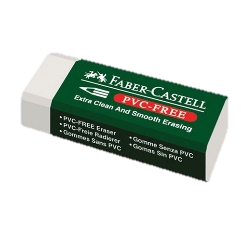 FABER-CASTELL
PVC-FREE
Extra Clean And Smooth Erasing
•PVC-FREE Eraser
•PVC-Freie Radierer
•Gommes Sans PVC
•Gomme Senza PVC
•Gomas Sin PVC